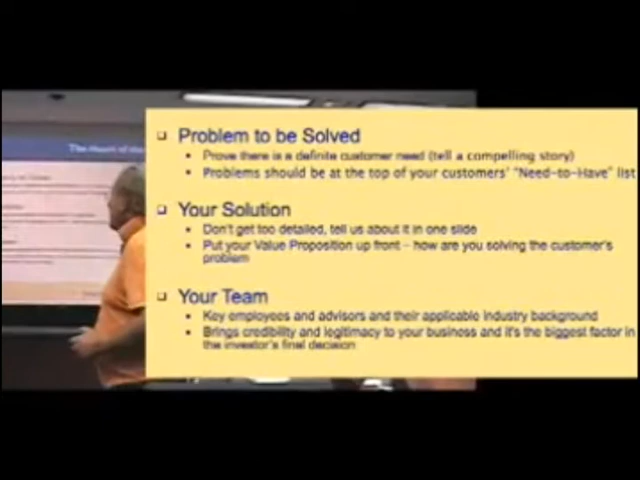 The Heart of the
Problem to be Solved
Prove there is a definite customer need (tell a compelling story)
Problems should be at the top of your customers' "Need-to-Have" list
Your Solution
Don't get too detailed, tell us about it in one slide
Put your Value Proposition up front – how are you solving the customer's
problem
Your Team
Key employees and advisors and their applicable industry background
Brings credibility and legitimacy to your business and it's the biggest factor in
the investor's final decision